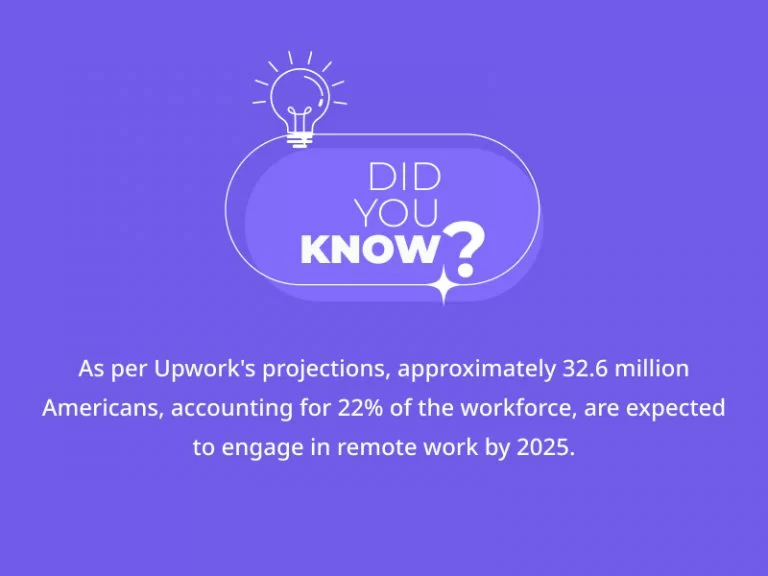 DID
YOU
KNOW?
As per Upwork's projections, approximately 32.6 million
Americans, accounting for 22% of the workforce, are expected
to engage in remote work by 2025.